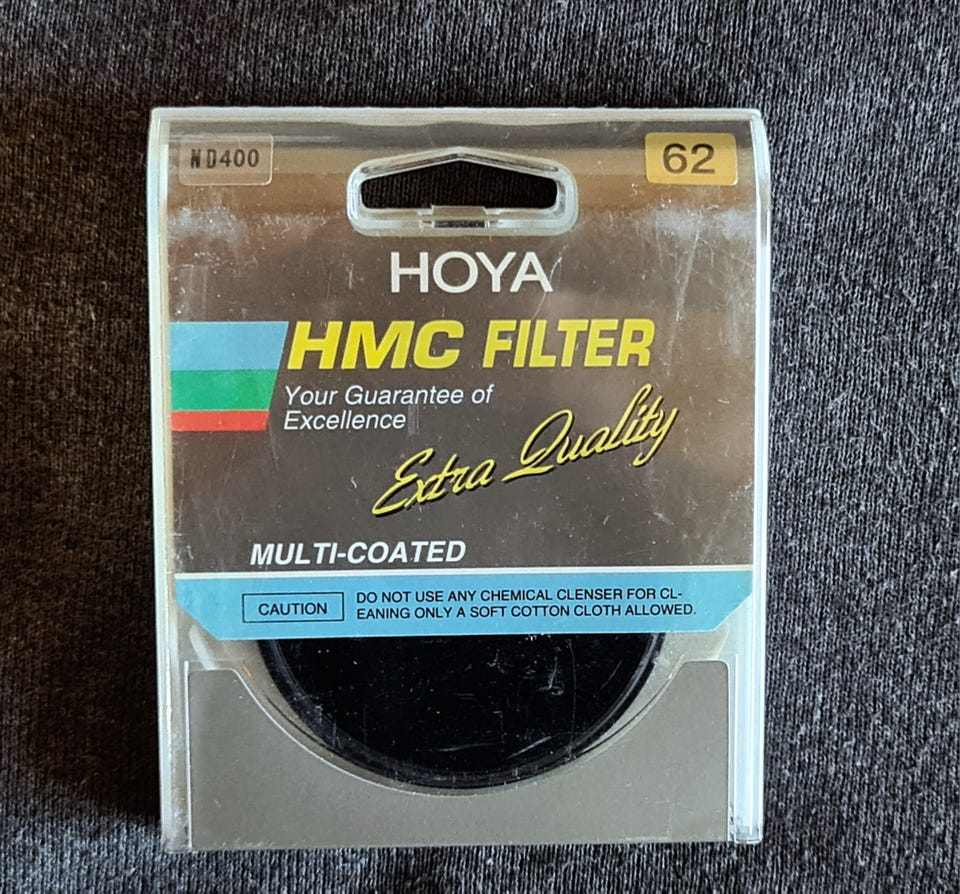 ND400
62
HOYA
HMC FILTER
Your Guarantee of
Excellence
Extra Quality
MULTI-COATED
CAUTION
DO NOT USE ANY CHEMICAL CLENSER FOR CL-
EANING ONLY A SOFT COTTON CLOTH ALLOWED.